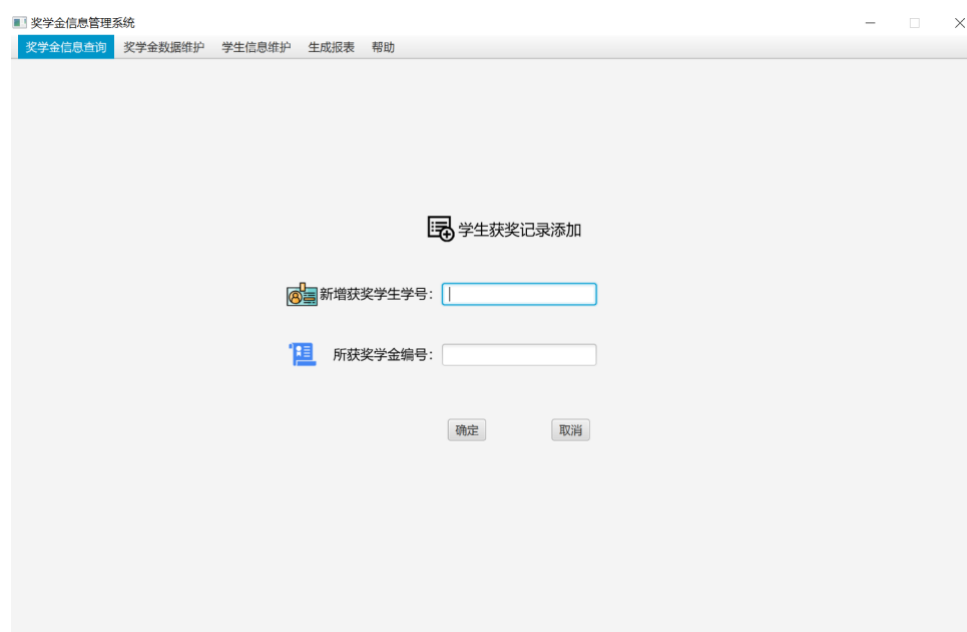 奖学金信息管理系统
奖学金信息查询 奖学金数据维护 学生信息维护 生成报表 帮助
学生获奖记录添加
新增获奖学生学号：
所获奖学金编号：
确定 取消